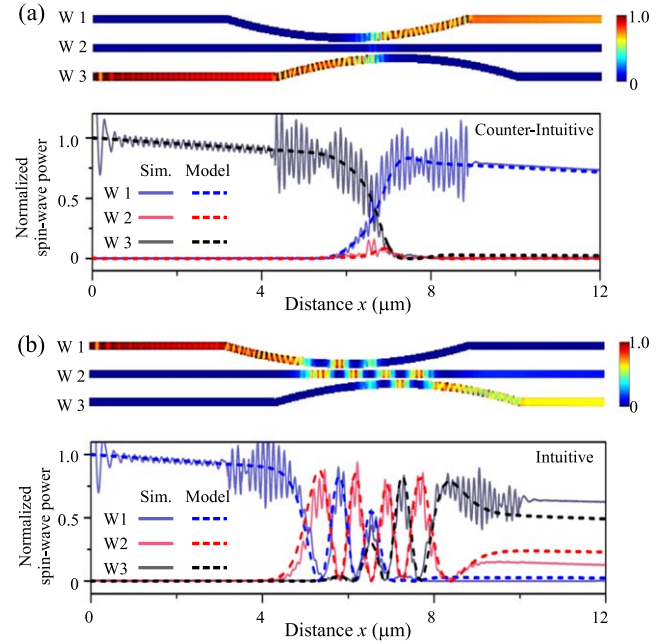 (a)
W 1
W 2
W 3
1.0
0
Counter-Intuitive
Normalized
spin-wave power
1.0
0.5
0
Sim. Model
W 1
W 2
W 3
0 4 8 12
Distance x (μm)
(b)
W 1
W 2
W 3
1.0
0
Intuitive
Normalized
spin-wave power
1.0
0.5
0
Sim. Model
W1
W2
W3
0 4 8 12
Distance x (μm)